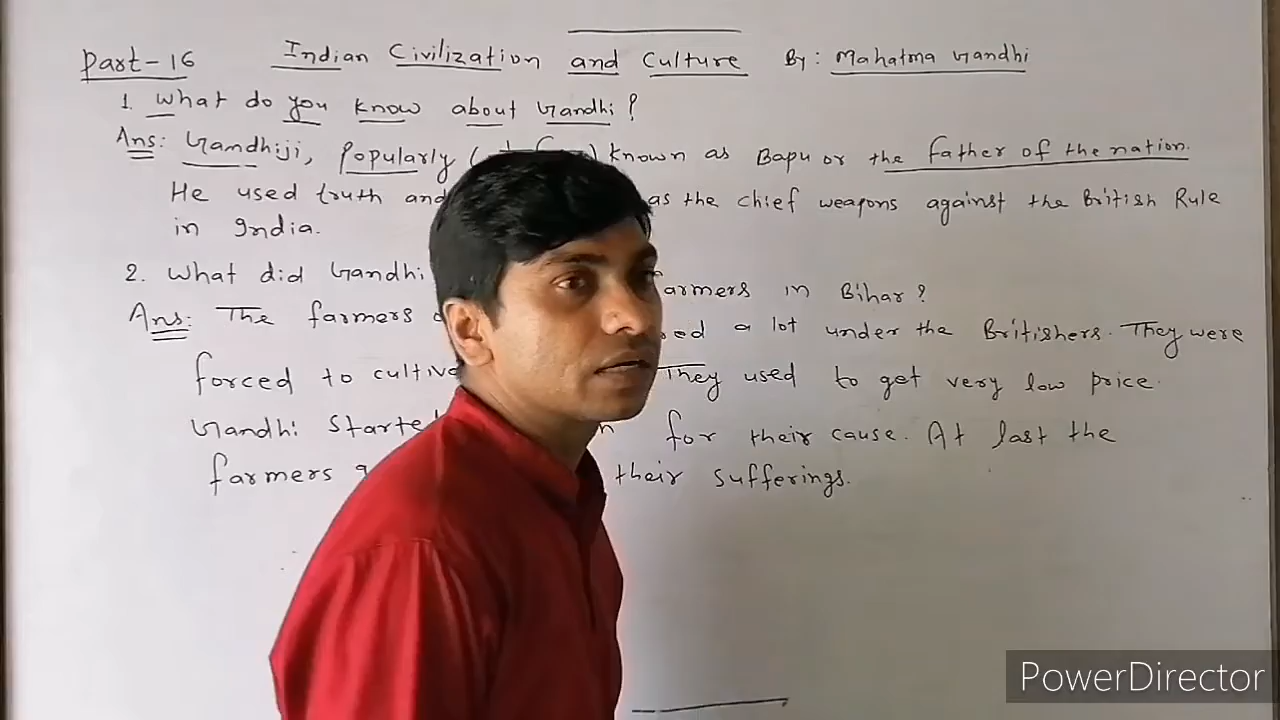 Part-16 Indian Civilization and Culture By: Mahatma Gandhi
1. What do you know about Gandhi?
Ans: Gandhiji, popularly ( ) known as Bapu or the father of the nation.
He used truth and as the chief weapons against the British Rule
in India.
2. What did Gandhi farmers in Bihar?
Ans: The farmers a lot under the Britishers. They were
forced to They used to get very low price.
Gandhi for their cause. At last the
farmers their sufferings.
PowerDirector